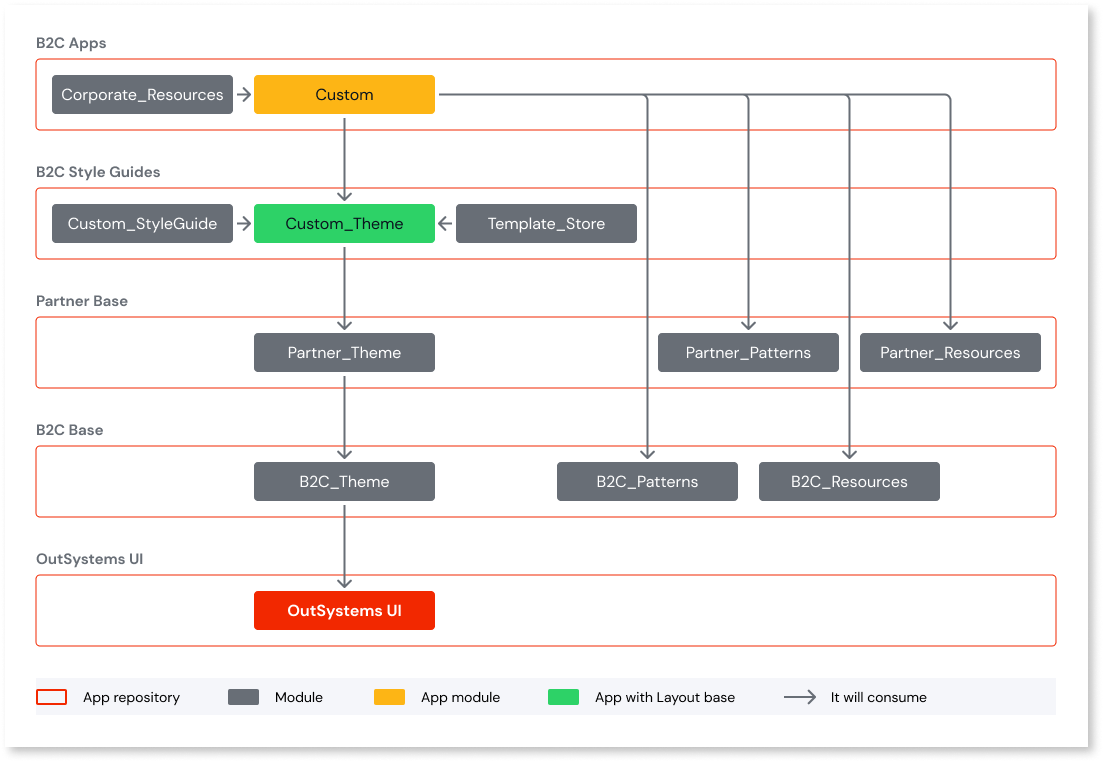 B2C Apps
Corporate_Resources
Custom
B2C Style Guides
Custom_StyleGuide
Custom_Theme
Template_Store
Partner Base
Partner_Theme
Partner_Patterns
Partner_Resources
B2C Base
B2C_Theme
B2C_Patterns
B2C_Resources
OutSystems UI
OutSystems UI
App repository
Module
App module
App with Layout base
It will consume